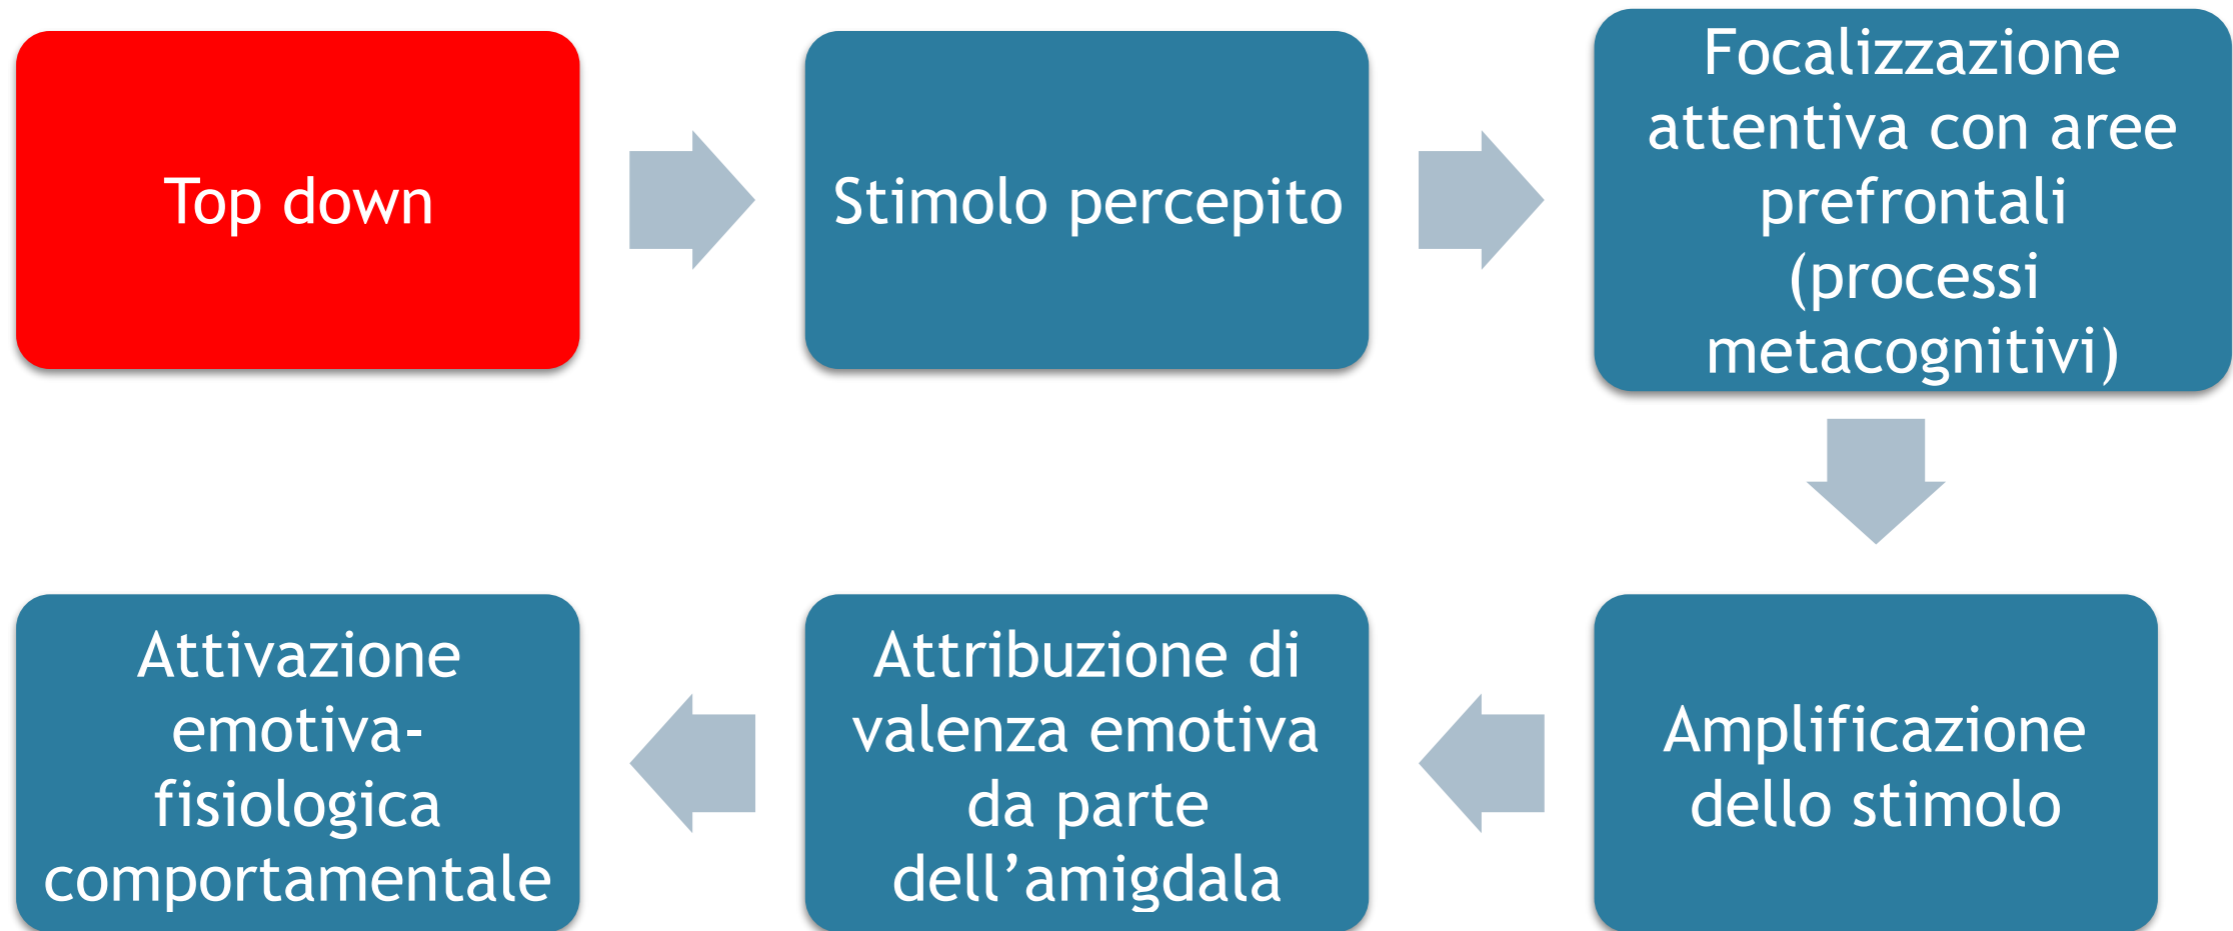 Top down
Stimolo percepito
Focalizzazione
attentiva con aree
prefrontali
(processi
metacognitivi)
Attivazione
emotiva-
fisiologica
comportamentale
Attribuzione di
valenza emotiva
da parte
dell’amigdala
Amplificazione
dello stimolo